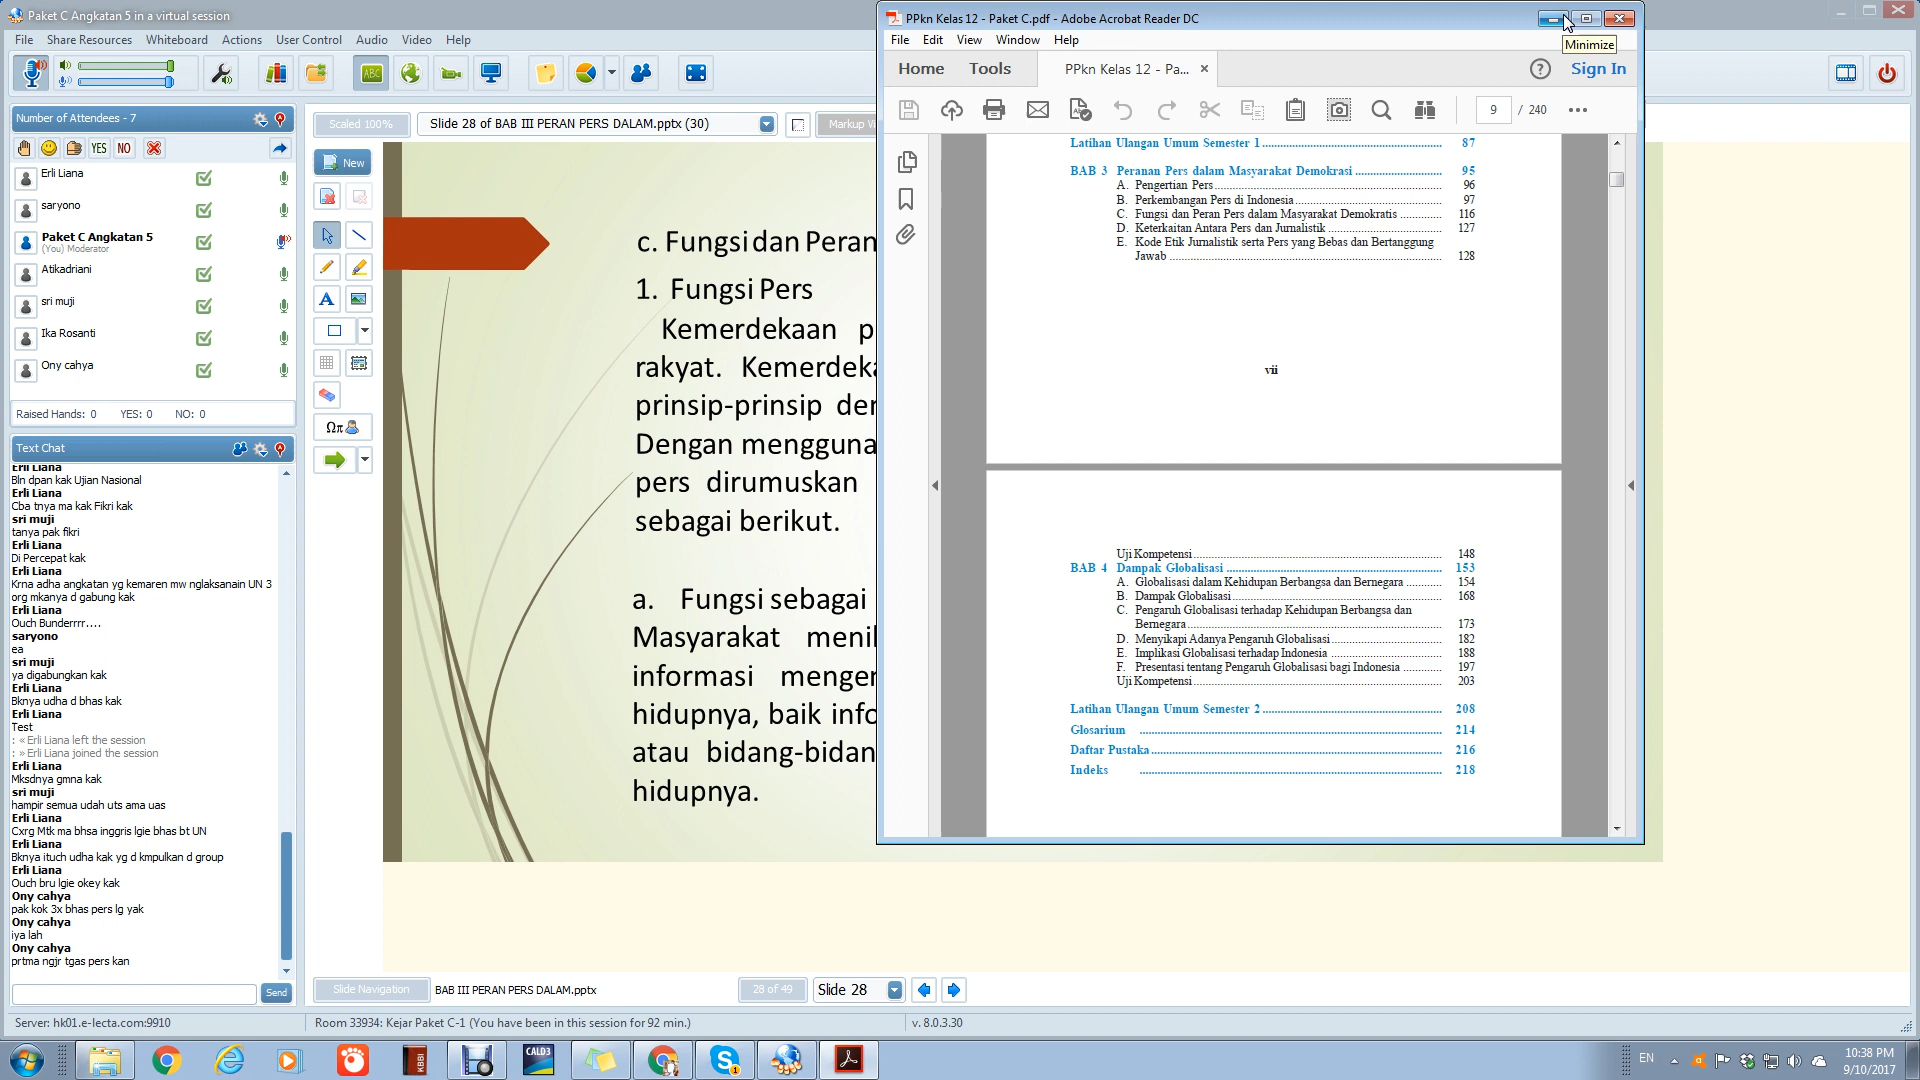 Paket C Angkatan 5 in a virtual session
File Share Resources Whiteboard Actions User Control Audio Video Help
Number of Attendees - 7
YES NO
Erli Liana
saryono
Paket C Angkatan 5
(You) Moderator
Atikadriani
sri muji
Ika Rosanti
Ony cahya
Raised Hands: 0 YES: 0 NO: 0
Text Chat
Erli Liana
Bln dpan kak Ujian Nasional
Erli Liana
Cba tnya ma kak Fikri kak
sri muji
tanya pak fikri
Erli Liana
Di Percepat kak
Erli Liana
Krna adha angkatan yg kemaren mw nglaksanain UN 3
org mkanya d gabung kak
Erli Liana
Ouch Bunderrrr....
saryono
ea
sri muji
ya digabungkan kak
Erli Liana
Bknya udha d bhas kak
Erli Liana
Test
: « Erli Liana left the session
: » Erli Liana joined the session
Erli Liana
Mksdnya gmna kak
sri muji
hampir semua udah uts ama uas
Erli Liana
Cxrg Mtk ma bhsa inggris lgie bhas bt UN
Erli Liana
Bknya ituch udha kak yg d kmpulkan d group
Erli Liana
Ouch bru lgie okey kak
Ony cahya
pak kok 3x bhas pers lg yak
Ony cahya
iya lah
Ony cahya
prtma ngjr tgas pers kan
Send
Scaled 100%
Slide 28 of BAB III PERAN PERS DALAM.pptx (30)
Markup Vi
New
ABC
A
Ωπ
c. Fungsi dan Peran
1. Fungsi Pers
Kemerdekaan p
rakyat. Kemerdeka
prinsip-prinsip der
Dengan mengguna
pers dirumuskan
sebagai berikut.
a. Fungsi sebagai
Masyarakat menil
informasi menger
hidupnya, baik info
atau bidang-bidan
hidupnya.
Slide Navigation
BAB III PERAN PERS DALAM.pptx
28 of 49
Slide 28
Server: hk01.e-lecta.com:9910
Room 33934: Kejar Paket C-1 (You have been in this session for 92 min.)
v. 8.0.3.30
PPkn Kelas 12 - Paket C.pdf - Adobe Acrobat Reader DC
Minimize
File Edit View Window Help
Home Tools PPkn Kelas 12 - Pa... × ? Sign In
9 / 240
Latihan Ulangan Umum Semester 1 ........ 87
BAB 3 Peranan Pers dalam Masyarakat Demokrasi ........ 95
A. Pengertian Pers ........ 96
B. Perkembangan Pers di Indonesia ........ 97
C. Fungsi dan Peran Pers dalam Masyarakat Demokratis ........ 116
D. Keterkaitan Antara Pers dan Jurnalistik ........ 127
E. Kode Etik Jurnalistik serta Pers yang Bebas dan Bertanggung
Jawab ........ 128
vii
Uji Kompetensi ........ 148
BAB 4 Dampak Globalisasi ........ 153
A. Globalisasi dalam Kehidupan Berbangsa dan Bernegara ........ 154
B. Dampak Globalisasi ........ 168
C. Pengaruh Globalisasi terhadap Kehidupan Berbangsa dan
Bernegara ........ 173
D. Menyikapi Adanya Pengaruh Globalisasi ........ 182
E. Implikasi Globalisasi terhadap Indonesia ........ 188
F. Presentasi tentang Pengaruh Globalisasi bagi Indonesia ........ 197
Uji Kompetensi ........ 203
Latihan Ulangan Umum Semester 2 ........ 208
Glosarium ........ 214
Daftar Pustaka ........ 216
Indeks ........ 218
KBBI
CALD3
1
EN
10:38 PM
9/10/2017